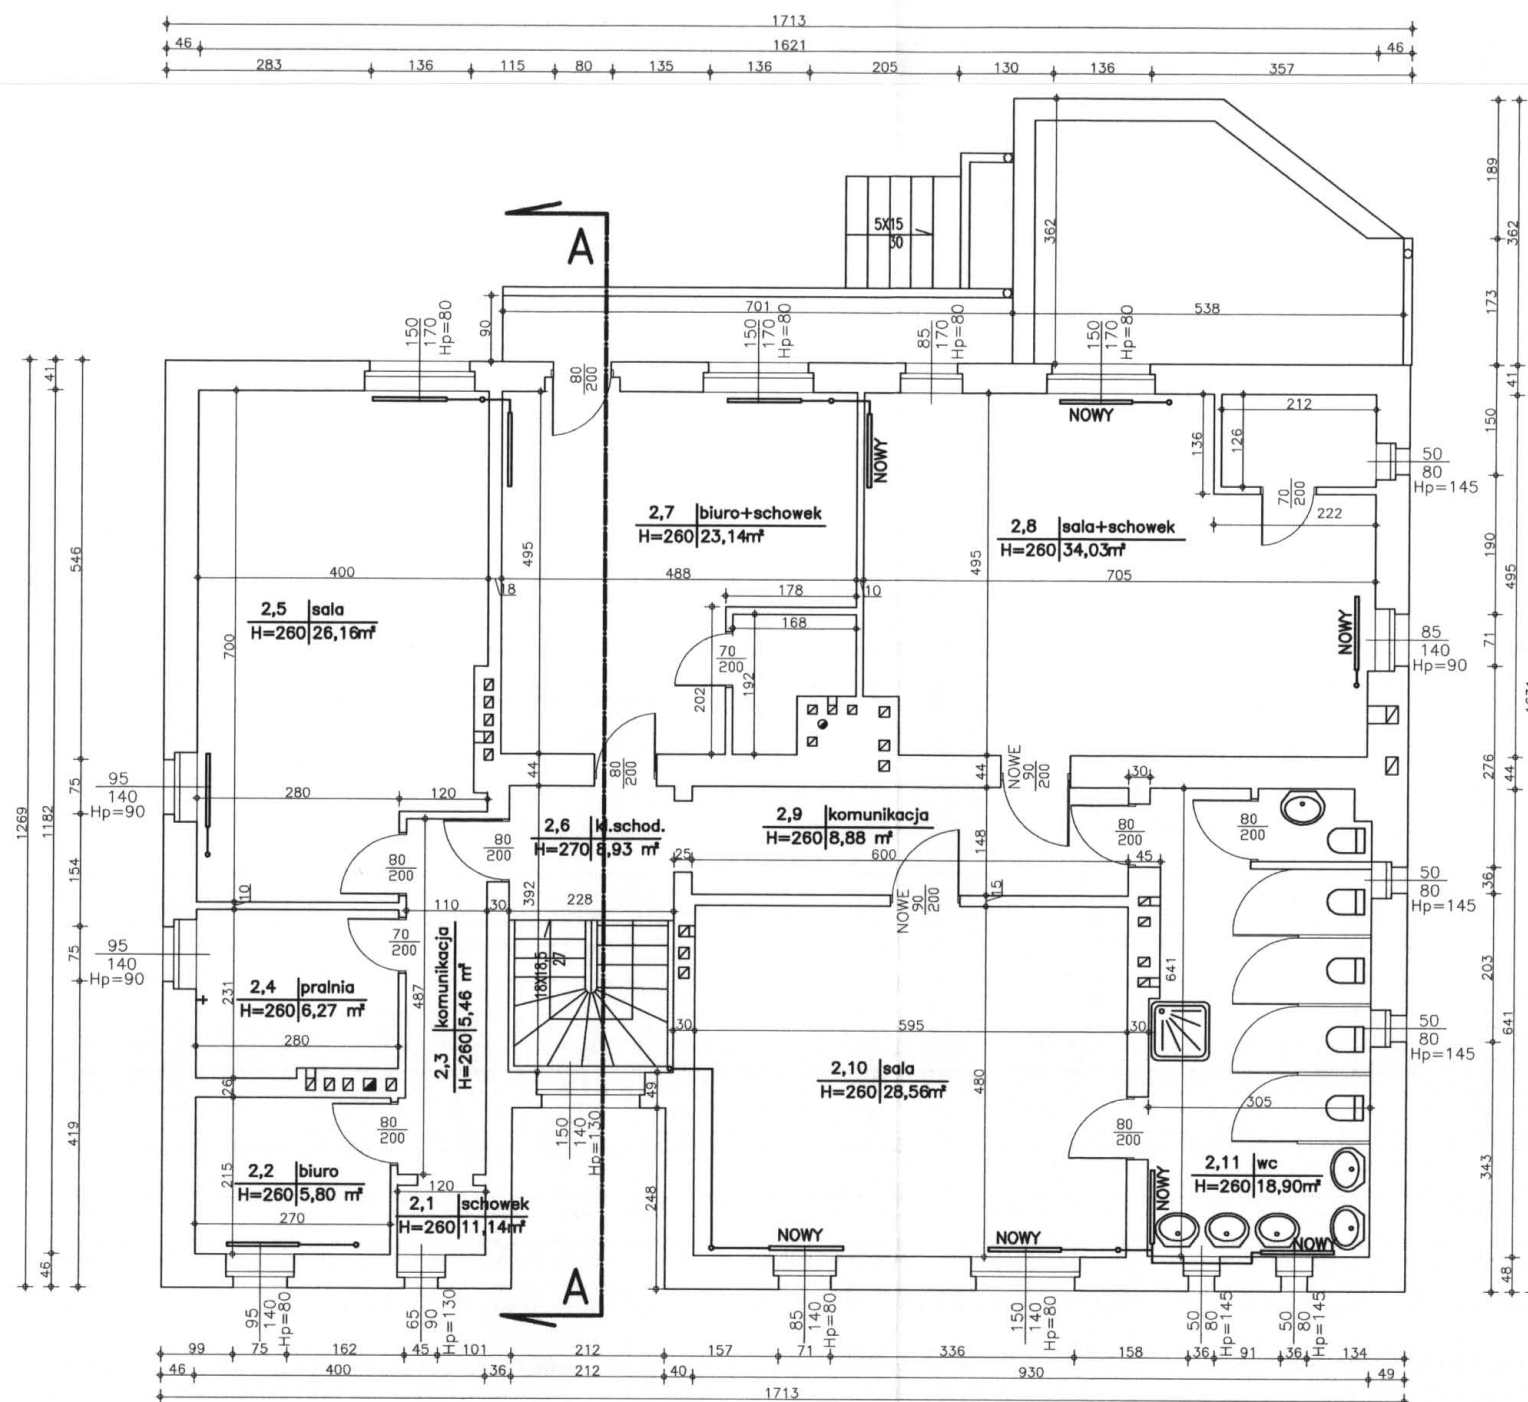 1713
46 1621 46
283 136 115 80 135 136 205 130 136 357
189
362
362
5X15
30
A
173
701
538
90
150
170
Hp=80
150
170
Hp=80
85
170
Hp=80
150
170
Hp=80
80
200
41
41
NOWY
212
150
136
126
50
80
Hp=145
NOWY
70
200
222
2,7 biuro+schowek
H=260 23,14m²
2,8 sala+schowek
H=260 34,03m²
546
495
495
190
495
400
18
488
10
705
178
168
2,5 sala
H=260 26,16m²
700
70
200
202
192
NOWY
85
140
Hp=90
71
1269
1182
75
95
140
Hp=90
280
120
44
80
200
44
NOWE
90
200
30
276
44
2,6 kl.schod.
H=270 8,93 m²
2,9 komunikacja
H=260 8,88 m²
80
200
80
200
80
200
148
154
80
200
25
600
45
36
50
80
Hp=145
10
392
15
110
30
228
NOWE
90
200
75
95
140
Hp=90
70
200
2,3 komunikacja
H=260 5,46 m²
18X18,5
27
641
203
641
2,4 pralnia
H=260 6,27 m²
231
487
280
30
595
30
50
80
Hp=145
26
49
2,10 sala
H=260 28,56m²
480
305
419
80
200
150
140
Hp=130
80
200
2,2 biuro
H=260 5,80 m²
215
120
2,1 schowek
H=260 11,14m²
270
248
2,11 wc
H=260 18,90m²
343
NOWY
NOWY
NOWY
NOWY
46
48
A
95
140
Hp=80
65
90
Hp=130
85
140
Hp=80
150
140
Hp=80
50
80
Hp=145
50
80
Hp=145
99 75 162 45 101 212 157 71 336 158 36 91 36 134
46 400 36 212 40 930 49
1713